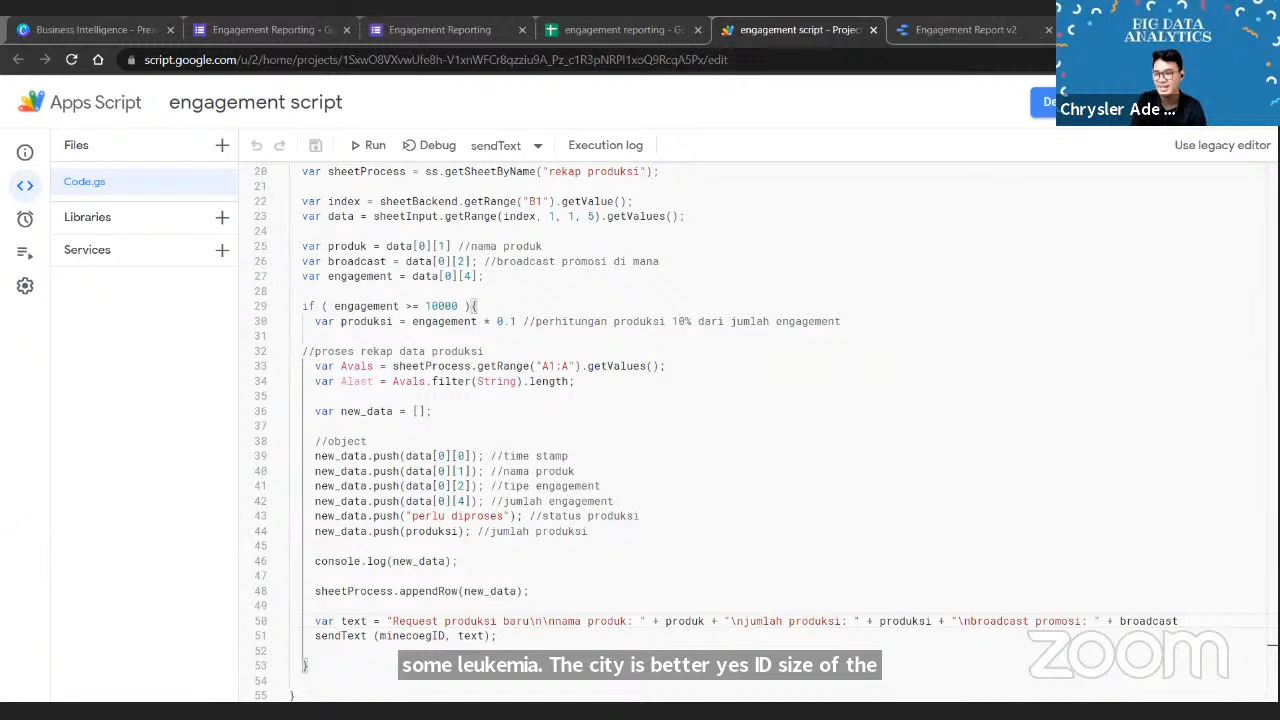 Business Intelligence - Pres
Engagement Reporting - G
Engagement Reporting
engagement reporting - Go
engagement script - Projec
Engagement Report v2
BIG DATA
ANALYTICS
Chrysler Ade ...
script.google.com/u/2/home/projects/1SxwO8VXvwUfe8h-V1xnWFCr8qzziu9A_Pz_c1R3pNRPl1xoQ9RcqA5Px/edit
Apps Script
engagement script
De
Files
Run
Debug
sendText
Execution log
Use legacy editor
Code.gs
Libraries
Services
20 var sheetProcess = ss.getSheetByName("rekap produksi");
21
22 var index = sheetBackend.getRange("B1").getValue();
23 var data = sheetInput.getRange(index, 1, 1, 5).getValues();
24
25 var produk = data[0][1] //nama produk
26 var broadcast = data[0][2]; //broadcast promosi di mana
27 var engagement = data[0][4];
28
29 if ( engagement >= 10000 ){
30 var produksi = engagement * 0.1 //perhitungan produksi 10% dari jumlah engagement
31
32 //proses rekap data produksi
33 var Avals = sheetProcess.getRange("A1:A").getValues();
34 var Alast = Avals.filter(String).length;
35
36 var new_data = [];
37
38 //object
39 new_data.push(data[0][0]); //time stamp
40 new_data.push(data[0][1]); //nama produk
41 new_data.push(data[0][2]); //tipe engagement
42 new_data.push(data[0][4]); //jumlah engagement
43 new_data.push("perlu diproses"); //status produksi
44 new_data.push(produksi); //jumlah produksi
45
46 console.log(new_data);
47
48 sheetProcess.appendRow(new_data);
49
50 var text = "Request produksi baru\n\nnama produk: " + produk + "\njumlah produksi: " + produksi + "\nbroadcast promosi: " + broadcast
51 sendText (minecoegID, text);
52
53 }
54
55 }
some leukemia. The city is better yes ID size of the
zoom